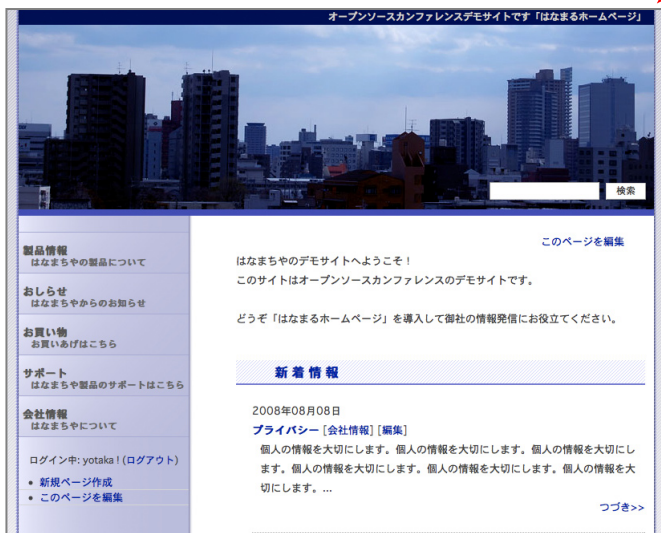 オープンソースカンファレンスデモサイトです「はなまるホームページ」
検索
製品情報
はなまちやの製品について
おしらせ
はなまちやからのお知らせ
お買い物
お買いあげはこちら
サポート
はなまちや製品のサポートはこちら
会社情報
はなまちやについて
ログイン中: yotaka ! (ログアウト)
• 新規ページ作成
• このページを編集
このページを編集
はなまちやのデモサイトへようこそ！
このサイトはオープンソースカンファレンスのデモサイトです。
どうぞ「はなまるホームページ」を導入して御社の情報発信にお役立てください。
新着情報
2008年08月08日
プライバシー [会社情報] [編集]
個人の情報を大切にします。個人の情報を大切にします。個人の情報を大切にし
ます。個人の情報を大切にします。個人の情報を大切にします。個人の情報を大
切にします。...
つづき>>